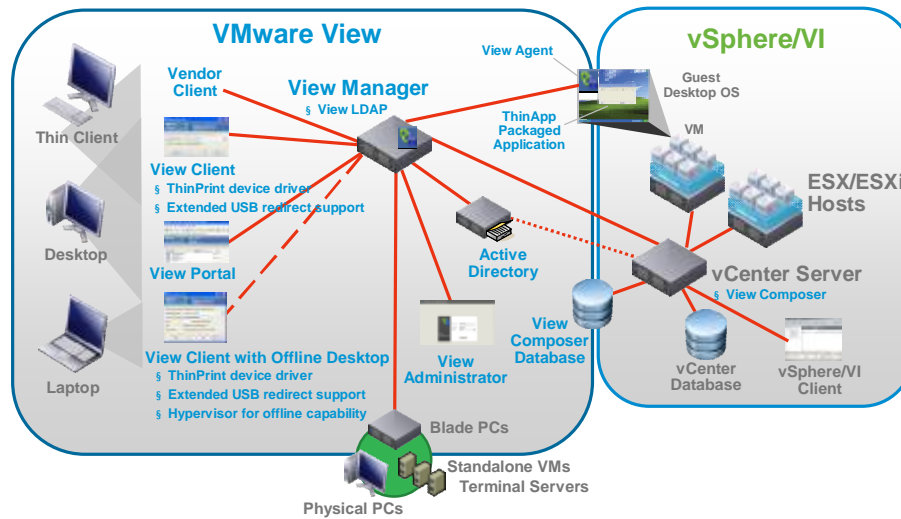 VMware View
vSphere/VI
Thin Client
Desktop
Laptop
Vendor
Client
View Client
§ ThinPrint device driver
§ Extended USB redirect support
View Portal
View Client with Offline Desktop
§ ThinPrint device driver
§ Extended USB redirect support
§ Hypervisor for offline capability
View Manager
§ View LDAP
Active
Directory
View
Administrator
Blade PCs
Standalone VMs
Terminal Servers
Physical PCs
View Agent
ThinApp
Packaged
Application
Guest
Desktop OS
VM
ESX/ESXi
Hosts
vCenter Server
§ View Composer
View
Composer
Database
vCenter
Database
vSphere/VI
Client